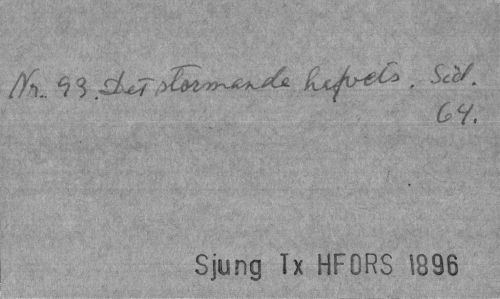 Nr. 93. Det stormande hafvets. Sid.
64.
Sjung Tx HFORS 1896